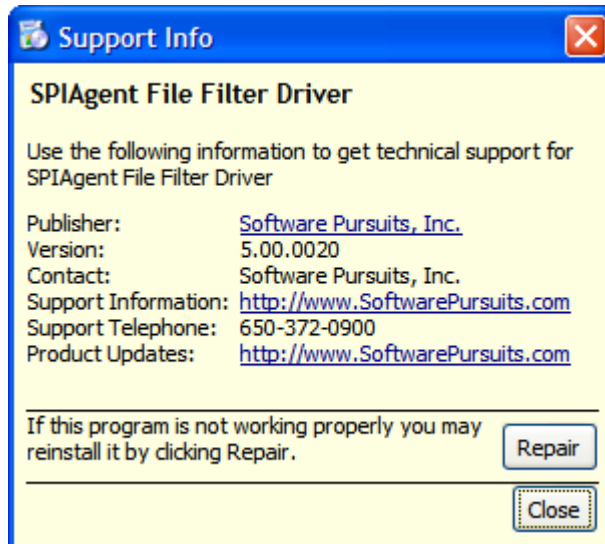 Support Info
SPIAgent File Filter Driver
Use the following information to get technical support for
SPIAgent File Filter Driver
Publisher: Software Pursuits, Inc.
Version: 5.00.0020
Contact: Software Pursuits, Inc.
Support Information: http://www.SoftwarePursuits.com
Support Telephone: 650-372-0900
Product Updates: http://www.SoftwarePursuits.com
If this program is not working properly you may
reinstall it by clicking Repair.
Repair
Close